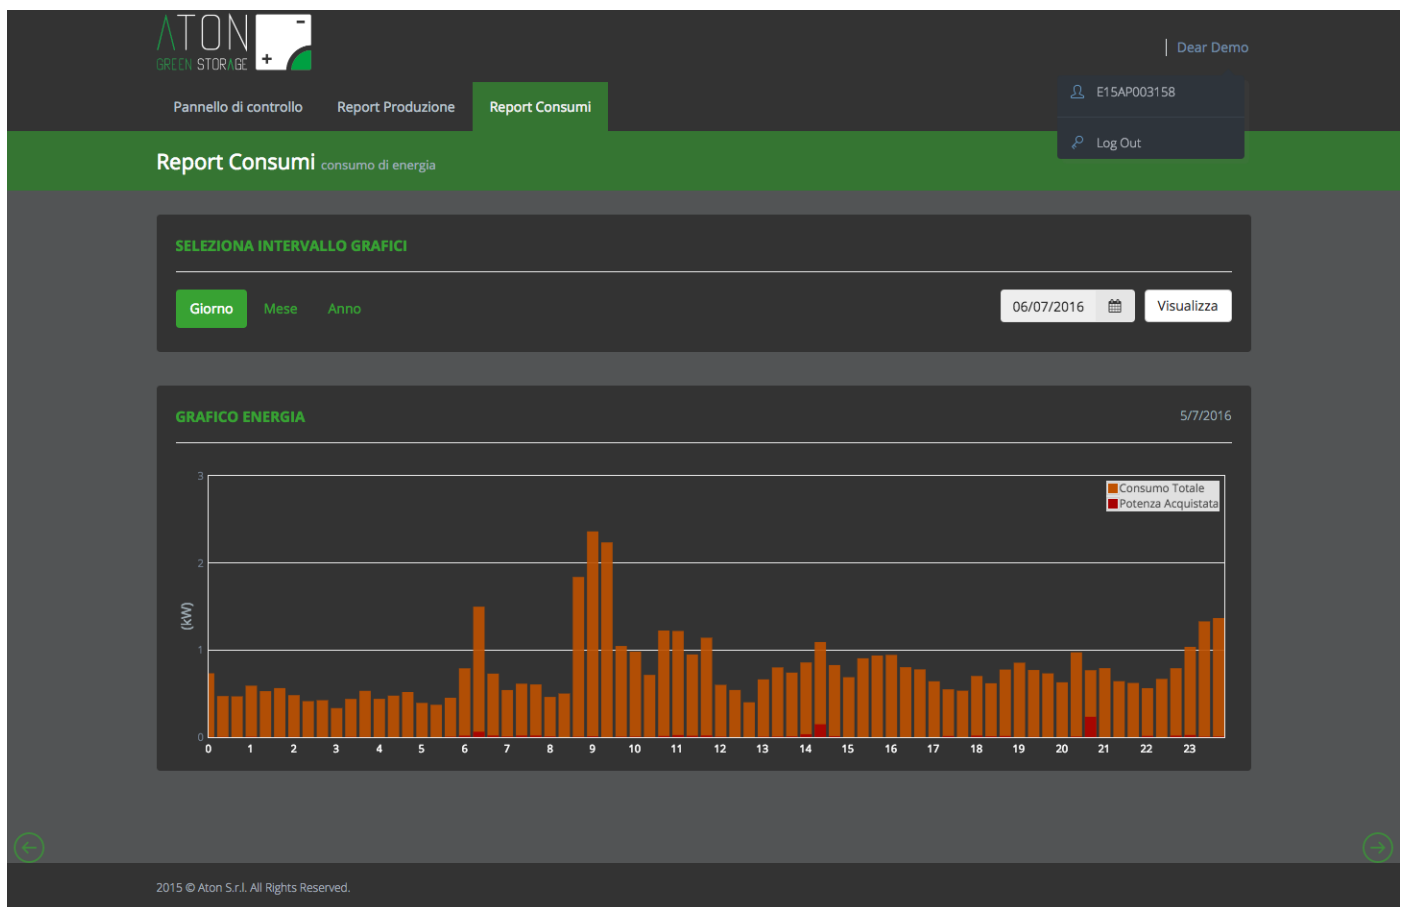 ATON
GREEN STORAGE
- +
Dear Demo
E15AP003158
Log Out
Pannello di controllo Report Produzione Report Consumi
Report Consumi consumo di energia
SELEZIONA INTERVALLO GRAFICI
Giorno Mese Anno 06/07/2016 Visualizza
GRAFICO ENERGIA 5/7/2016
Consumo Totale
Potenza Acquistata
3
2
1
0
(kW)
0 1 2 3 4 5 6 7 8 9 10 11 12 13 14 15 16 17 18 19 20 21 22 23
2015 © Aton S.r.l. All Rights Reserved.